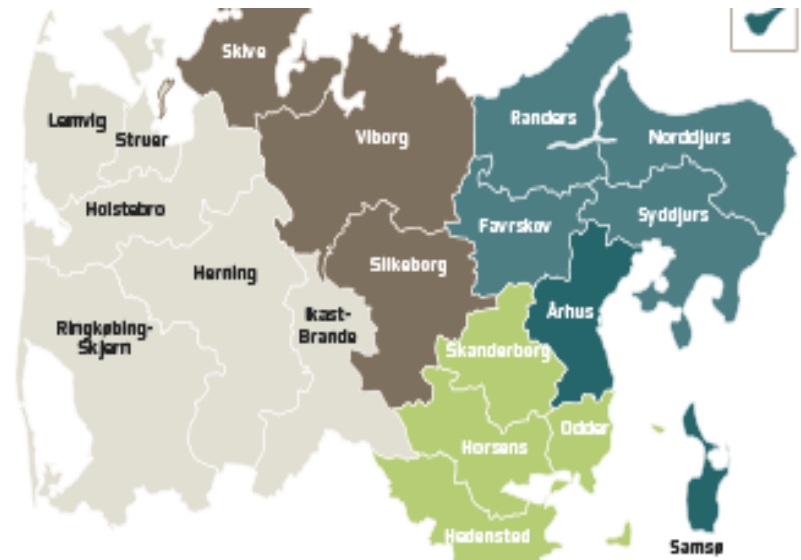 Skive
Lemvig
Struer
Viborg
Randers
Norddjurs
Holstebro
Favrskov
Syddjurs
Herning
Silkeborg
Ikast-
Brande
Århus
Ringkøbing-
Skjern
Skanderborg
Horsens
Odder
Hedensted
Samsø